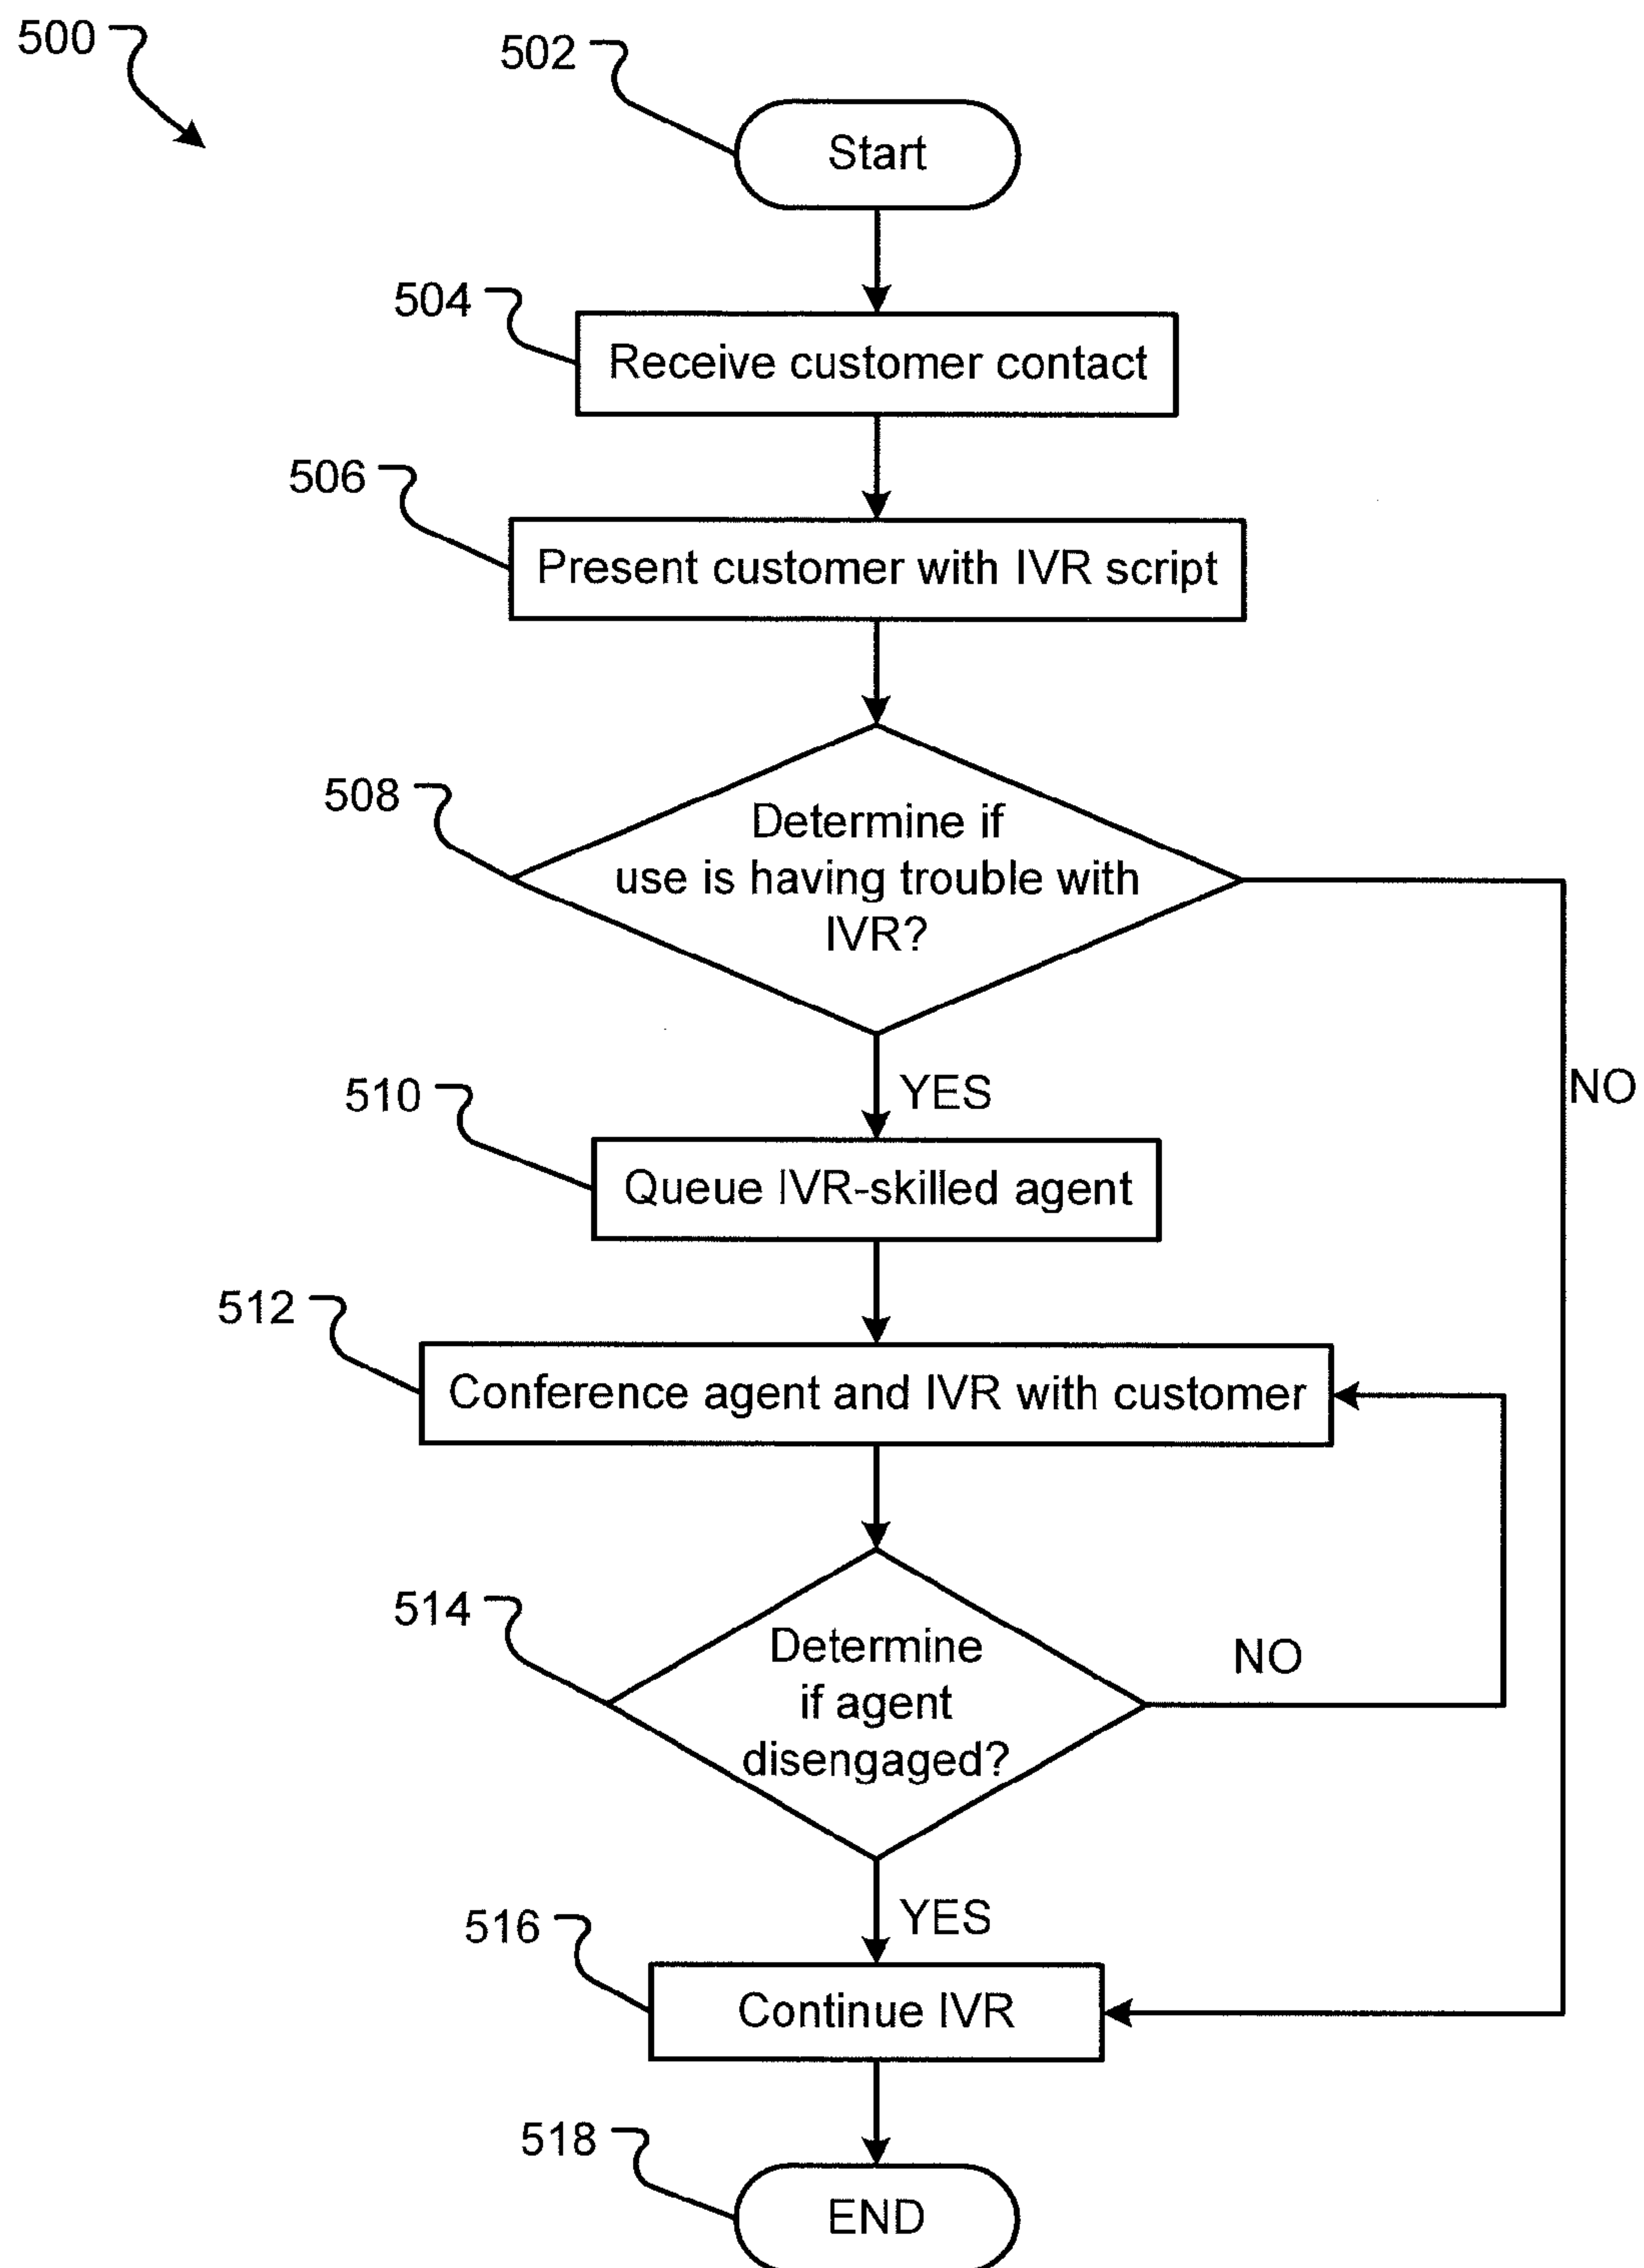 500
502
Start
504
Receive customer contact
506
Present customer with IVR script
508
Determine if
use is having trouble with
IVR?
NO
YES
510
Queue IVR-skilled agent
512
Conference agent and IVR with customer
514
Determine
if agent
disengaged?
NO
YES
516
Continue IVR
518
END